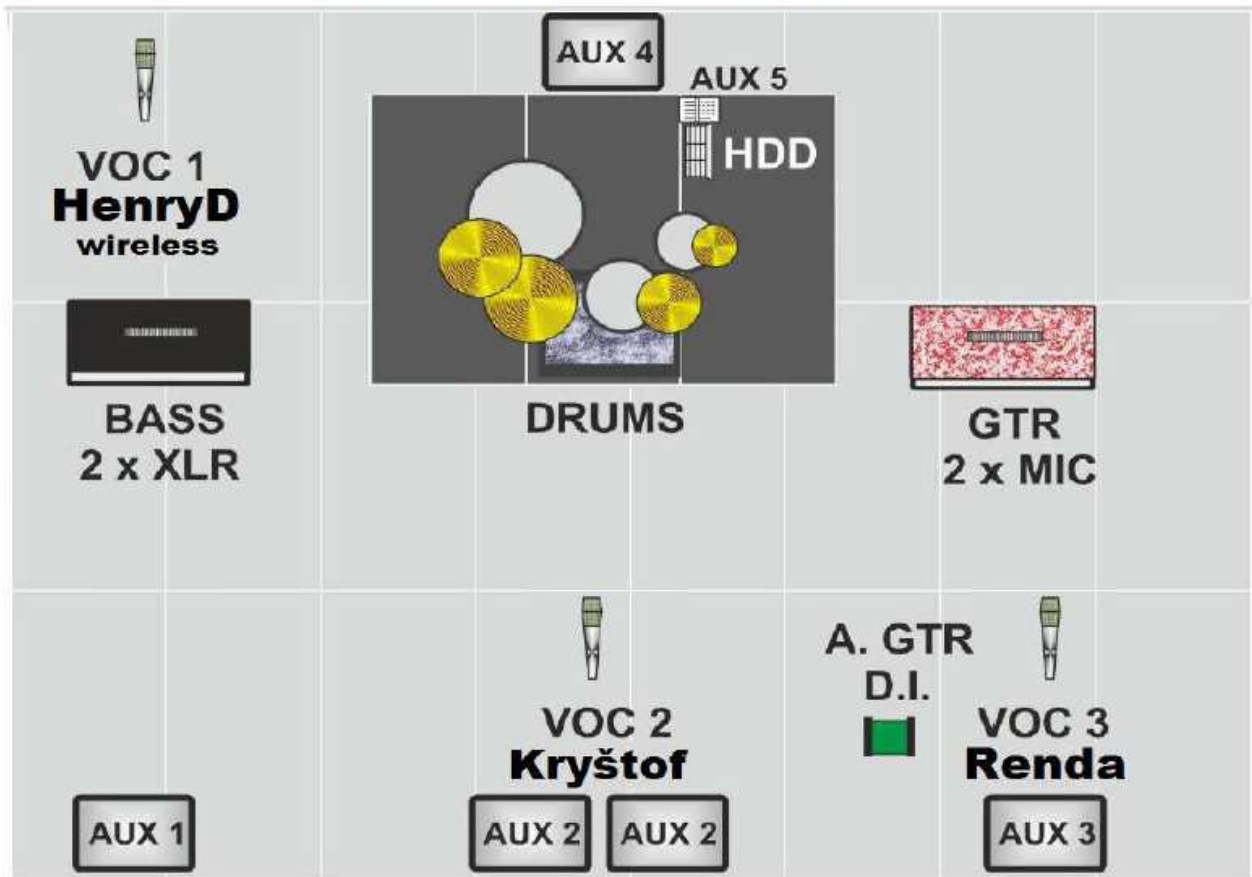 AUX 4
AUX 5
HDD
VOC 1
HenryD
wireless
BASS
2 x XLR
DRUMS
GTR
2 x MIC
A. GTR
D.I.
VOC 2
Kryštof
VOC 3
Renda
AUX 1
AUX 2
AUX 2
AUX 3